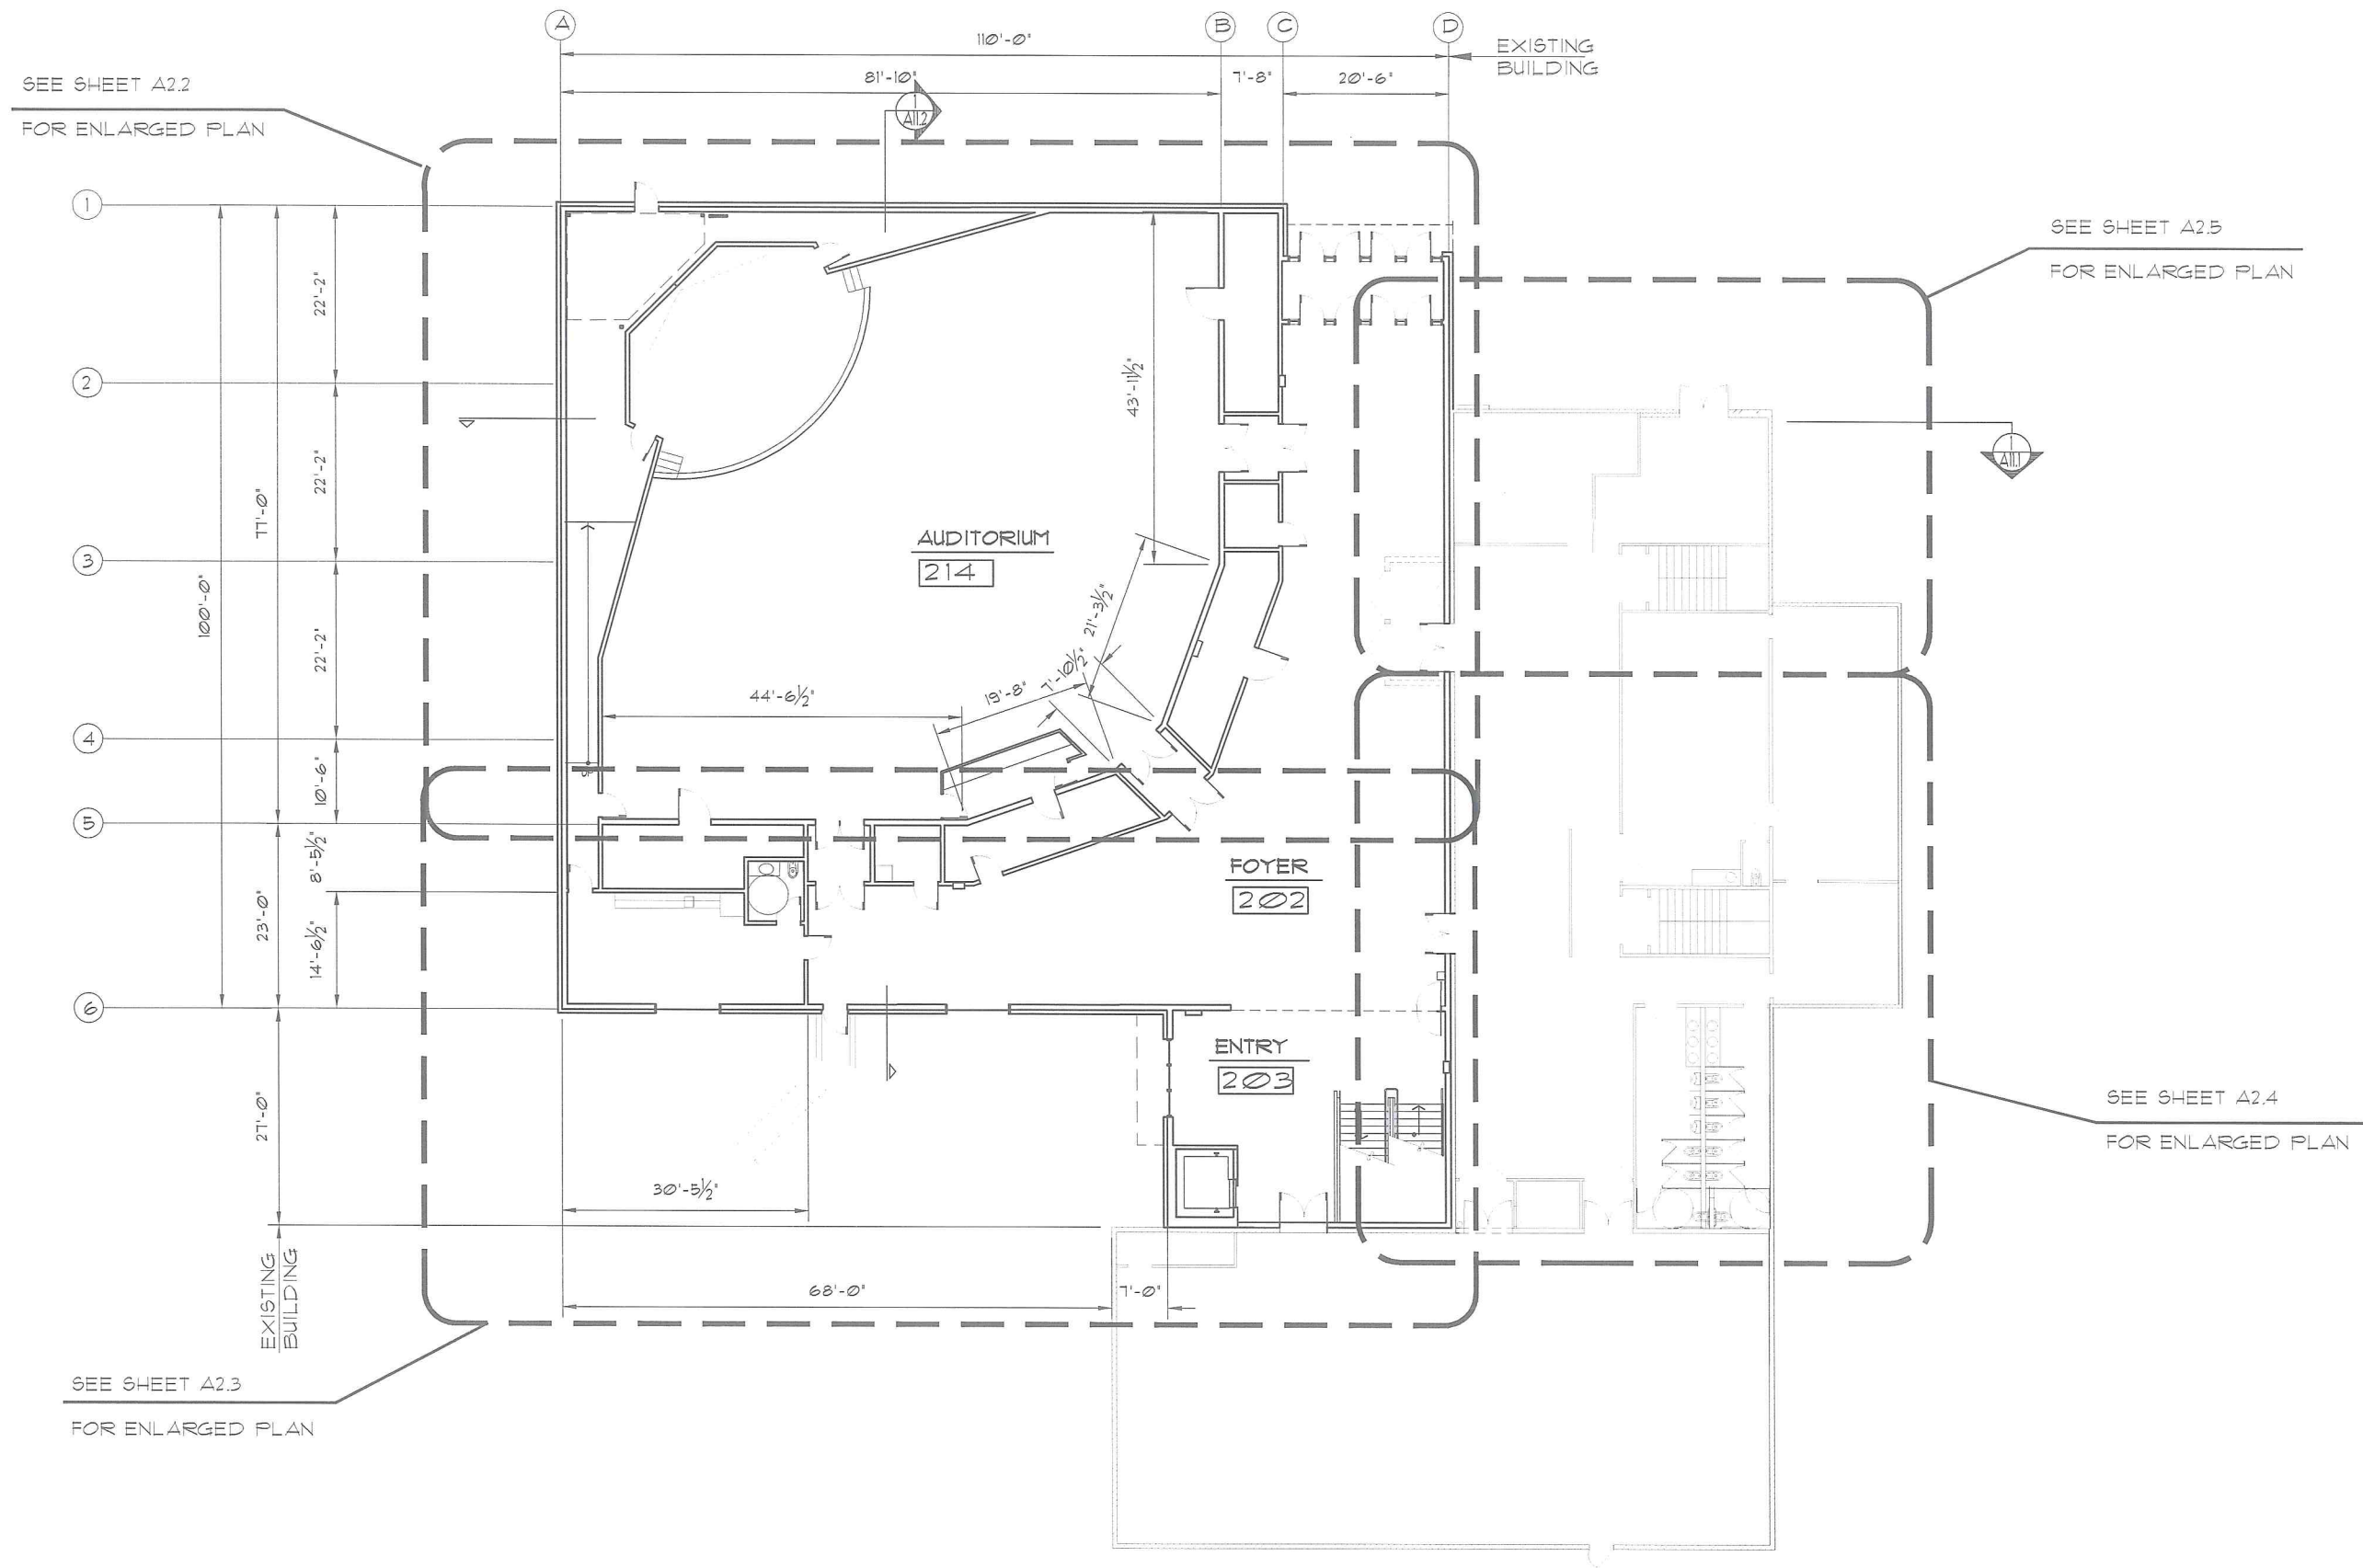 A
B
C
D
110'-0"
EXISTING
BUILDING
81'-10"
7'-8"
20'-6"
SEE SHEET A2.2
FOR ENLARGED PLAN
1
A11.2
1
SEE SHEET A2.5
FOR ENLARGED PLAN
22'-2"
2
43'-11½"
1
A11.1
22'-2"
77'-0"
AUDITORIUM
214
3
100'-0"
21'-3½"
22'-2"
7'-10½"
19'-8"
44'-6½"
4
10'-6"
5
8'-5½"
FOYER
202
23'-0"
14'-6½"
6
ENTRY
203
27'-0"
SEE SHEET A2.4
FOR ENLARGED PLAN
30'-5½"
68'-0"
7'-0"
EXISTING
BUILDING
SEE SHEET A2.3
FOR ENLARGED PLAN